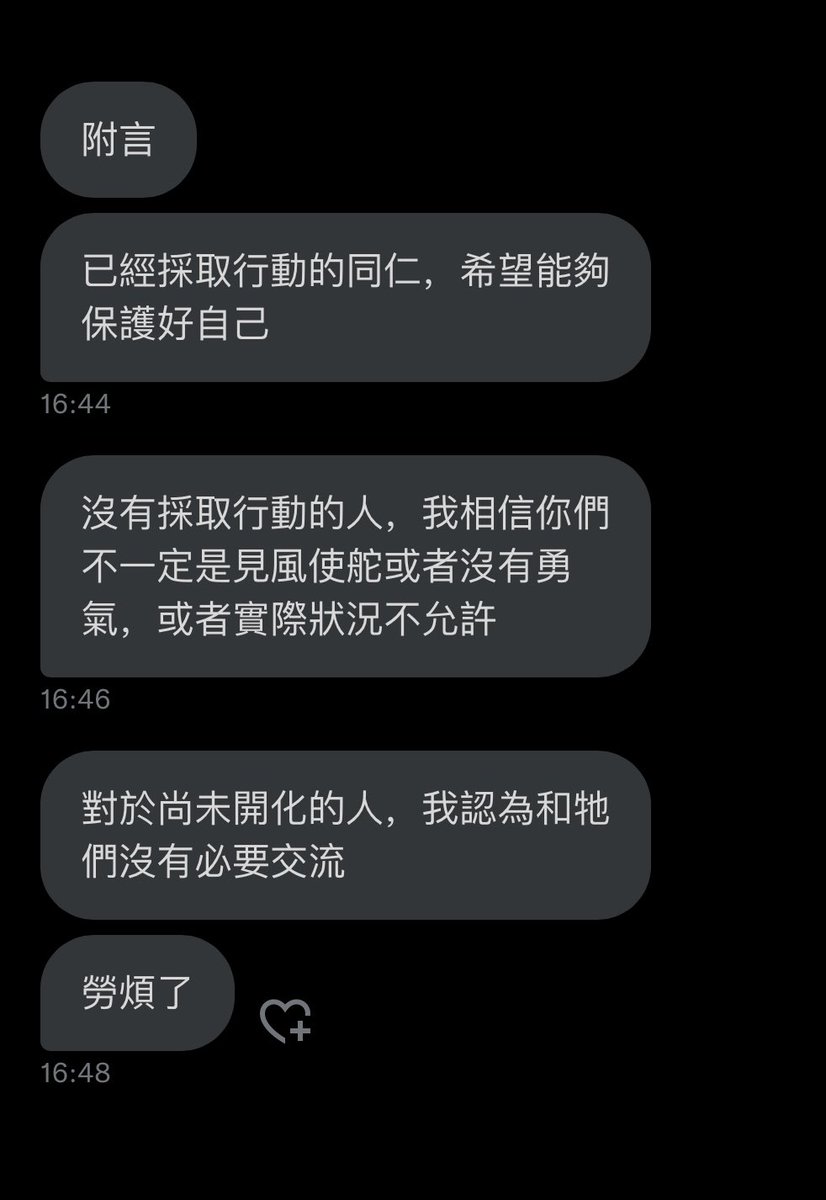 附言
已經採取行動的同仁，希望能夠
保護好自己
16:44
沒有採取行動的人，我相信你們
不一定是見風使舵或者沒有勇
氣，或者實際狀況不允許
16:46
對於尚未開化的人，我認為和牠
們沒有必要交流
勞煩了
16:48